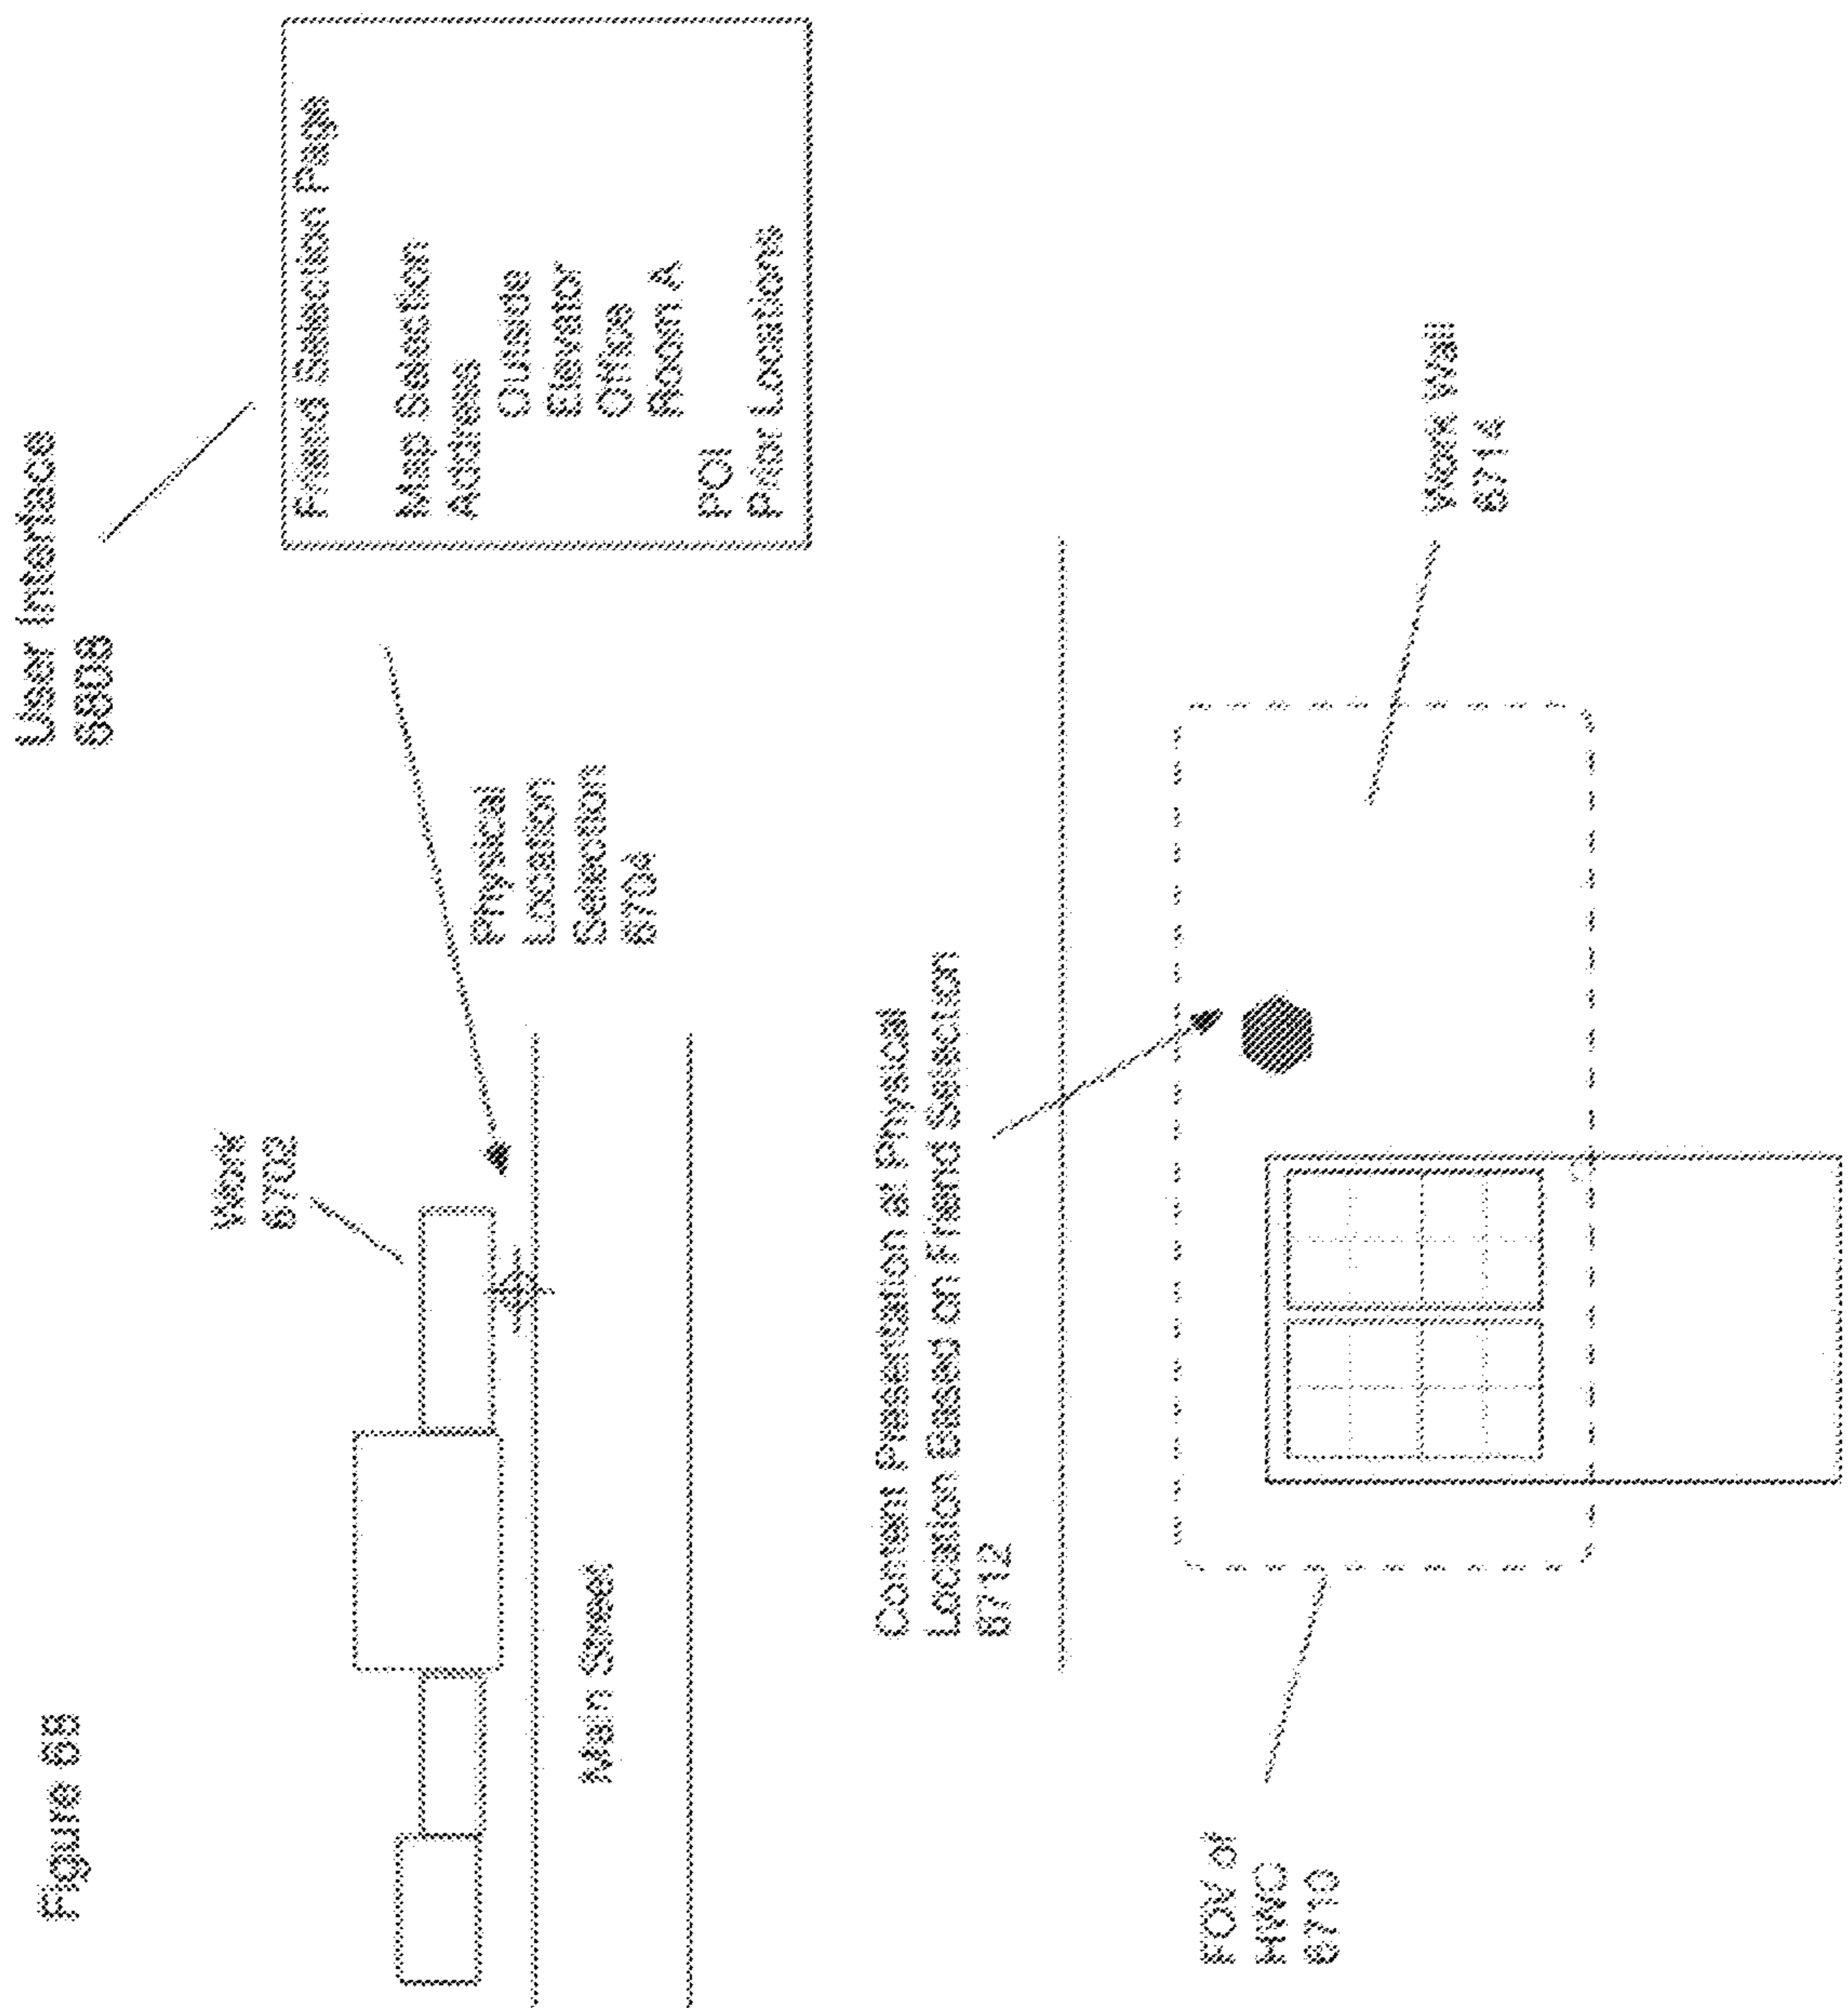 Figure 68
User Interface
6808
Work
6702
Friend Selection Page
Map Selection
Address
Outside
Elevator
Office
Room A
POI
Prior Locations
Physical
Location
Selection
6704
Main Street
Content Presentation at Physical
Location Based on Friend Selection
6712
FOV of
HWC
6710
Work Wall
6714